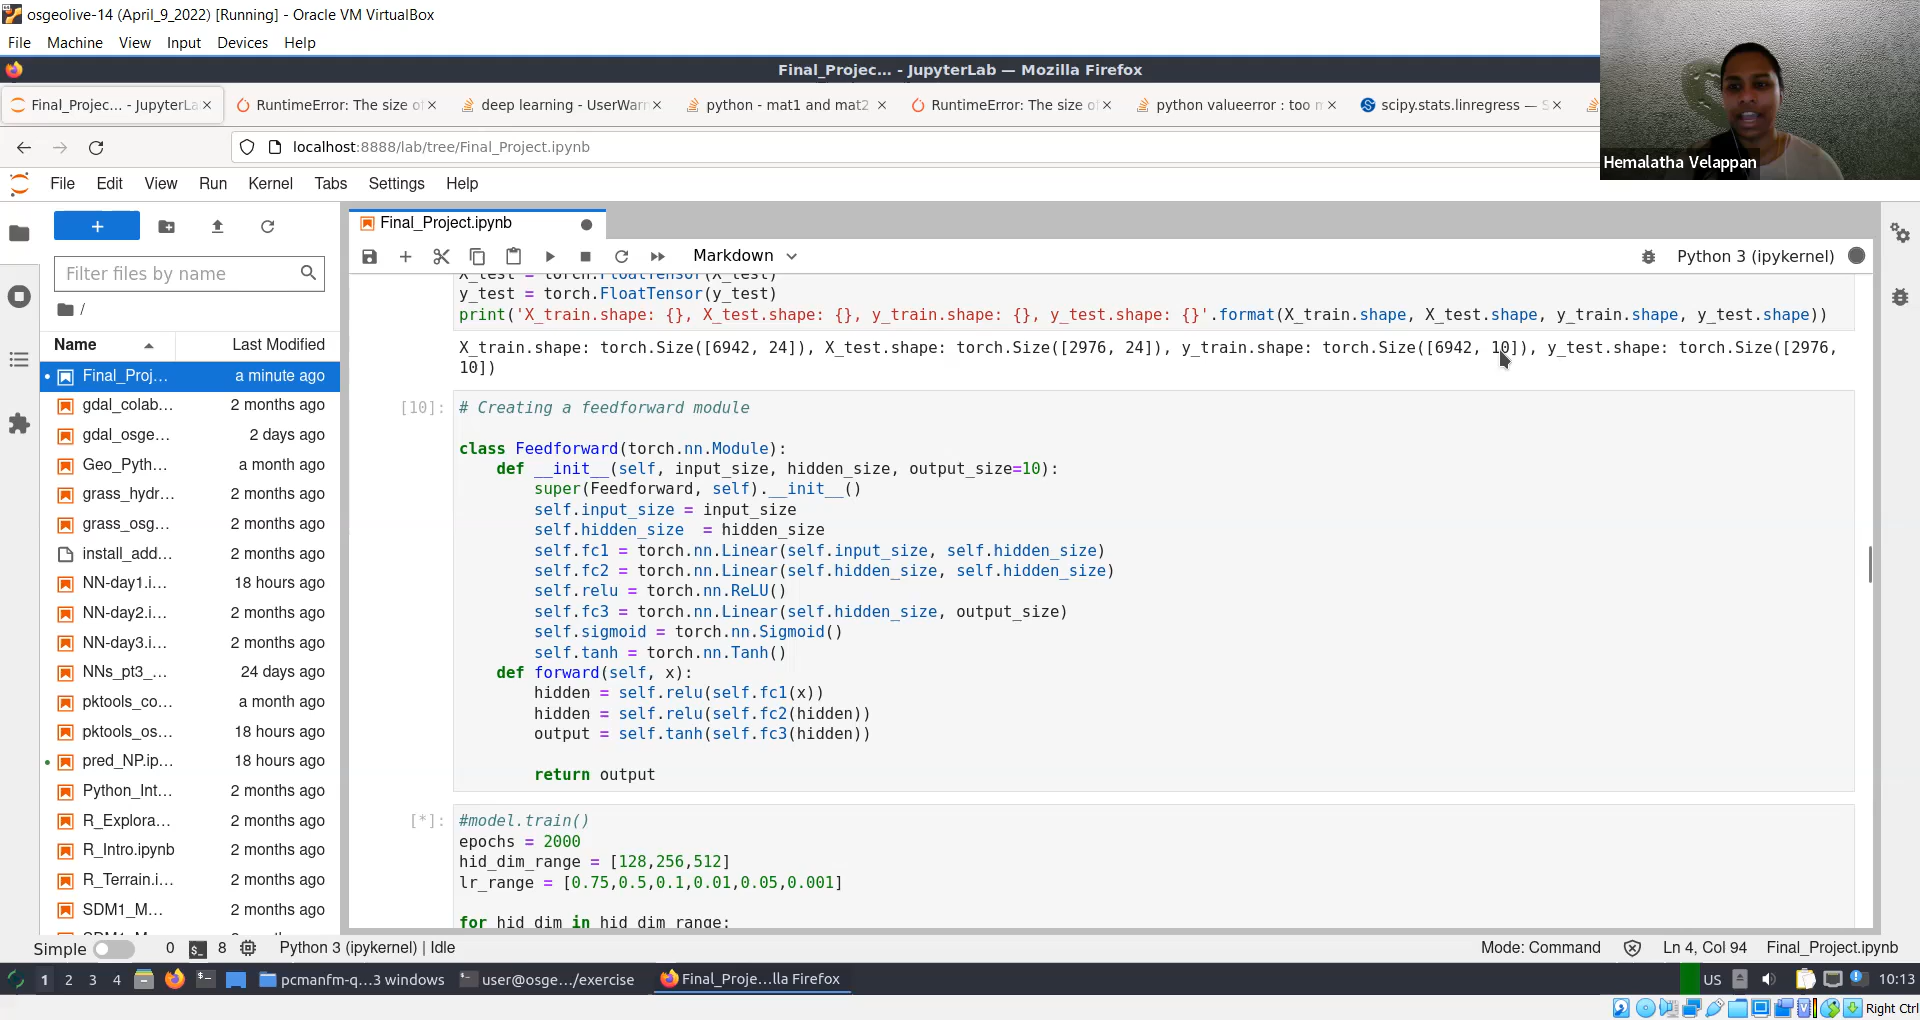 osgeolive-14 (April_9_2022) [Running] - Oracle VM VirtualBox
File Machine View Input Devices Help
Final_Projec... - JupyterLab — Mozilla Firefox
Final_Projec... - JupyterLa
RuntimeError: The size o
deep learning - UserWar
python - mat1 and mat2
RuntimeError: The size o
python valueerror : too m
scipy.stats.linregress — S
localhost:8888/lab/tree/Final_Project.ipynb
Hemalatha Velappan
File Edit View Run Kernel Tabs Settings Help
Final_Project.ipynb
Markdown
Python 3 (ipykernel)
Filter files by name
/
Name Last Modified
Final_Proj... a minute ago
gdal_colab... 2 months ago
gdal_osge... 2 days ago
Geo_Pyth... a month ago
grass_hydr... 2 months ago
grass_osg... 2 months ago
install_add... 2 months ago
NN-day1.i... 18 hours ago
NN-day2.i... 2 months ago
NN-day3.i... 2 months ago
NNs_pt3_... 24 days ago
pktools_co... a month ago
pktools_os... 18 hours ago
pred_NP.ip... 18 hours ago
Python_Int... 2 months ago
R_Explora... 2 months ago
R_Intro.ipynb 2 months ago
R_Terrain.i... 2 months ago
SDM1_M... 2 months ago
X_test = torch.FloatTensor(X_test)
y_test = torch.FloatTensor(y_test)
print('X_train.shape: {}, X_test.shape: {}, y_train.shape: {}, y_test.shape: {}'.format(X_train.shape, X_test.shape, y_train.shape, y_test.shape))
X_train.shape: torch.Size([6942, 24]), X_test.shape: torch.Size([2976, 24]), y_train.shape: torch.Size([6942, 10]), y_test.shape: torch.Size([2976,
10])
[10]: # Creating a feedforward module
class Feedforward(torch.nn.Module):
def __init__(self, input_size, hidden_size, output_size=10):
super(Feedforward, self).__init__()
self.input_size = input_size
self.hidden_size  = hidden_size
self.fc1 = torch.nn.Linear(self.input_size, self.hidden_size)
self.fc2 = torch.nn.Linear(self.hidden_size, self.hidden_size)
self.relu = torch.nn.ReLU()
self.fc3 = torch.nn.Linear(self.hidden_size, output_size)
self.sigmoid = torch.nn.Sigmoid()
self.tanh = torch.nn.Tanh()
def forward(self, x):
hidden = self.relu(self.fc1(x))
hidden = self.relu(self.fc2(hidden))
output = self.tanh(self.fc3(hidden))
return output
[*]: #model.train()
epochs = 2000
hid_dim_range = [128,256,512]
lr_range = [0.75,0.5,0.1,0.01,0.05,0.001]
for hid_dim in hid_dim_range:
Simple 0 8 Python 3 (ipykernel) | Idle
Mode: Command Ln 4, Col 94 Final_Project.ipynb
1 2 3 4 pcmanfm-q...3 windows user@osge.../exercise Final_Proje...lla Firefox US 10:13
Right Ctrl